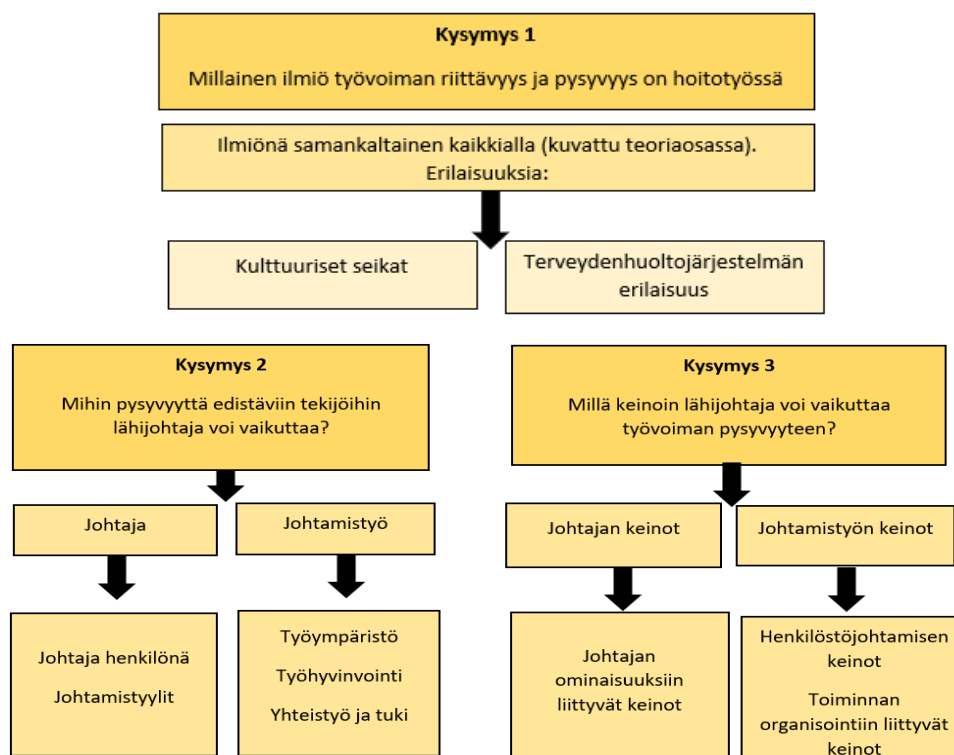 Kysymys 1
Millainen ilmiö työvoiman riittävyys ja pysyvyys on hoitotyössä
Ilmiönä samankaltainen kaikkialla (kuvattu teoriaosassa).
Erilaisuuksia:
Kulttuuriset seikat
Terveydenhuoltojärjestelmän
erilaisuus
Kysymys 2
Mihin pysyvyyttä edistäviin tekijöihin
lähijohtaja voi vaikuttaa?
Johtaja
Johtamistyö
Johtaja henkilönä
Johtamistyylit
Työympäristö
Työhyvinvointi
Yhteistyö ja tuki
Kysymys 3
Millä keinoin lähijohtaja voi vaikuttaa
työvoiman pysyvyyteen?
Johtajan keinot
Johtamistyön keinot
Johtajan
ominaisuuksiin
liittyvät keinot
Henkilöstöjohtamisen
keinot
Toiminnan
organisointiin liittyvät
keinot